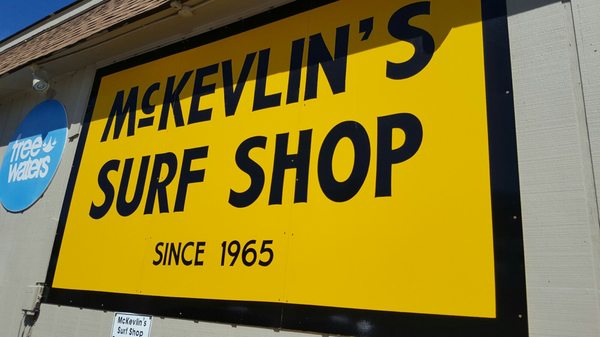 McKEVLIN'S
SURF SHOP
SINCE 1965
free
waters
McKevlin's
Surf Shop